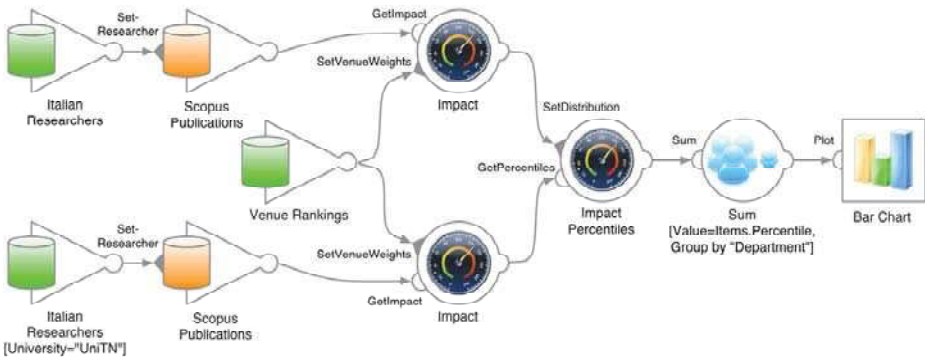 Set-
Researcher
GetImpact
SetVenueWeights
Italian
Researchers
Scopus
Publications
Impact
SetDistribution
Sum
Plot
GetPercentiles
Venue Rankings
Impact
Percentiles
Sum
[Value=Items.Percentile,
Group by "Department"]
Bar Chart
Set-
Researcher
SetVenueWeights
GetImpact
Italian
Researchers
[University="UniTN"]
Scopus
Publications
Impact